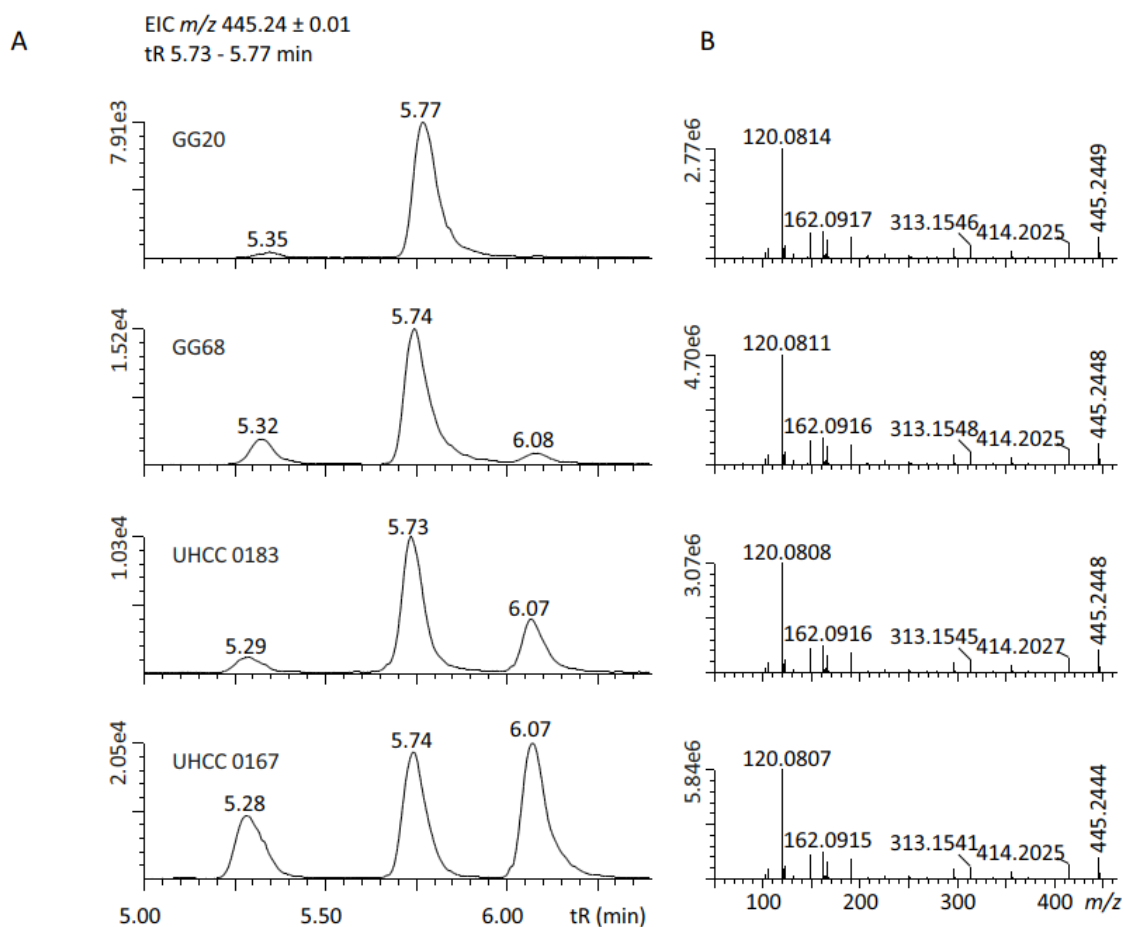 A
EIC m/z 445.24 ± 0.01
tR 5.73 - 5.77 min
B
7.91e3
GG20
5.35
5.77
2.77e6
120.0814
162.0917
313.1546
414.2025
445.2449
1.52e4
GG68
5.32
5.74
6.08
4.70e6
120.0811
162.0916
313.1548
414.2025
445.2448
1.03e4
UHCC 0183
5.29
5.73
6.07
3.07e6
120.0808
162.0916
313.1545
414.2027
445.2448
2.05e4
UHCC 0167
5.28
5.74
6.07
5.84e6
120.0807
162.0915
313.1541
414.2025
445.2444
5.00 5.50 6.00 tR (min)
100 200 300 400 m/z